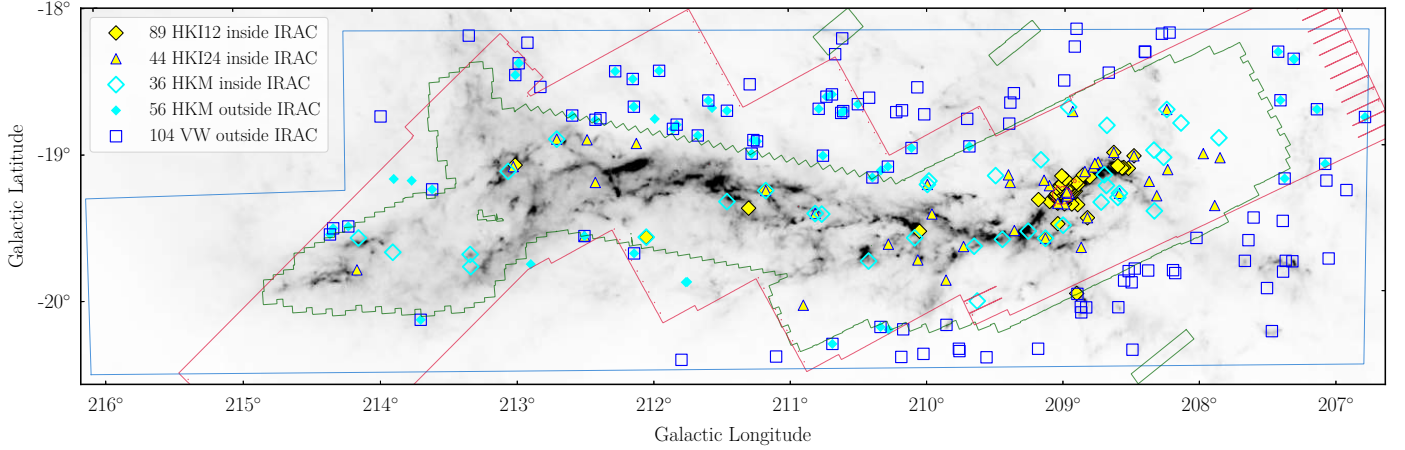 -18°
-19°
-20°
Galactic Latitude
89 HKI12 inside IRAC
44 HKI24 inside IRAC
36 HKM inside IRAC
56 HKM outside IRAC
104 VW outside IRAC
216° 215° 214° 213° 212° 211° 210° 209° 208° 207°
Galactic Longitude